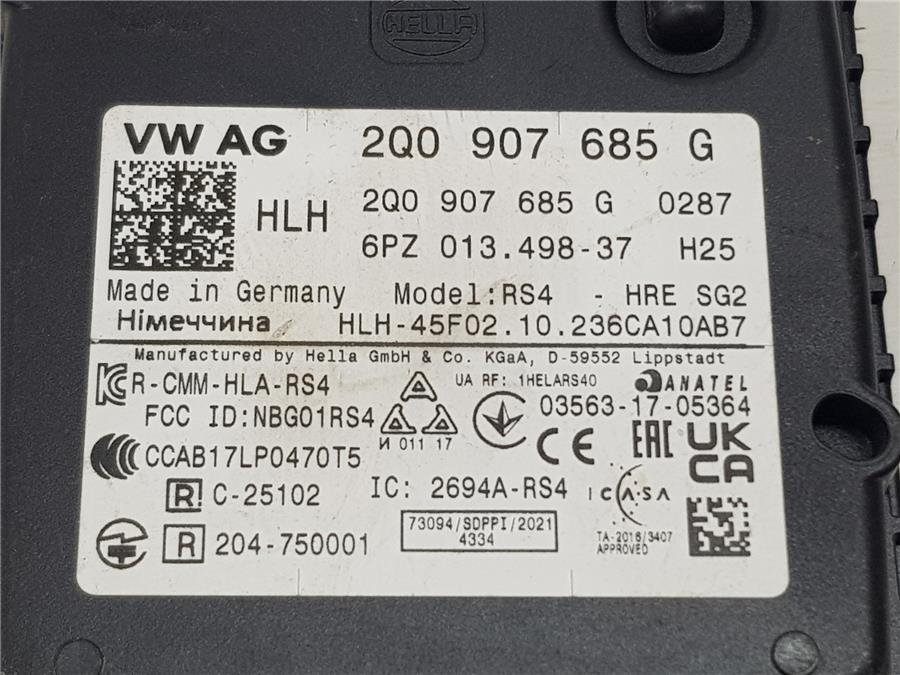 HELLA
VW AG 2Q0 907 685 G
HLH 2Q0 907 685 G 0287
6PZ 013.498-37 H25
Made in Germany Model:RS4 - HRE SG2
Німеччина HLH-45F02.10.236CA10AB7
Manufactured by Hella GmbH & Co. KGaA, D-59552 Lippstadt
R-CMM-HLA-RS4 UA RF: 1HELARS40 ANATEL
FCC ID:NBG01RS4 03563-17-05364
И 011 17 CE EAC UK
CA
CCAB17LP0470T5
R! C-25102 IC: 2694A-RS4 ICASA
R 204-750001 73094/SDPPI/2021
4334
TA-2016/3407
APPROVED